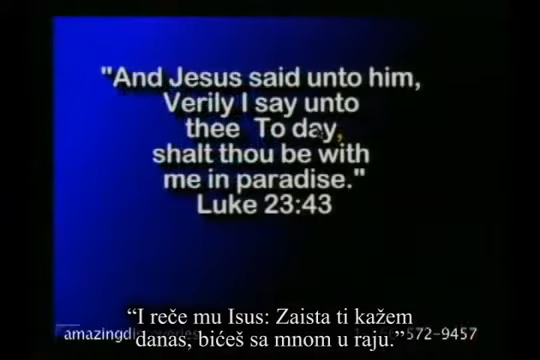 "And Jesus said unto him,
Verily I say unto
thee To day,
shalt thou be with
me in paradise."
Luke 23:43
“I reče mu Isus: Zaista ti kažem
danas, bićeš sa mnom u raju.”
572-9457